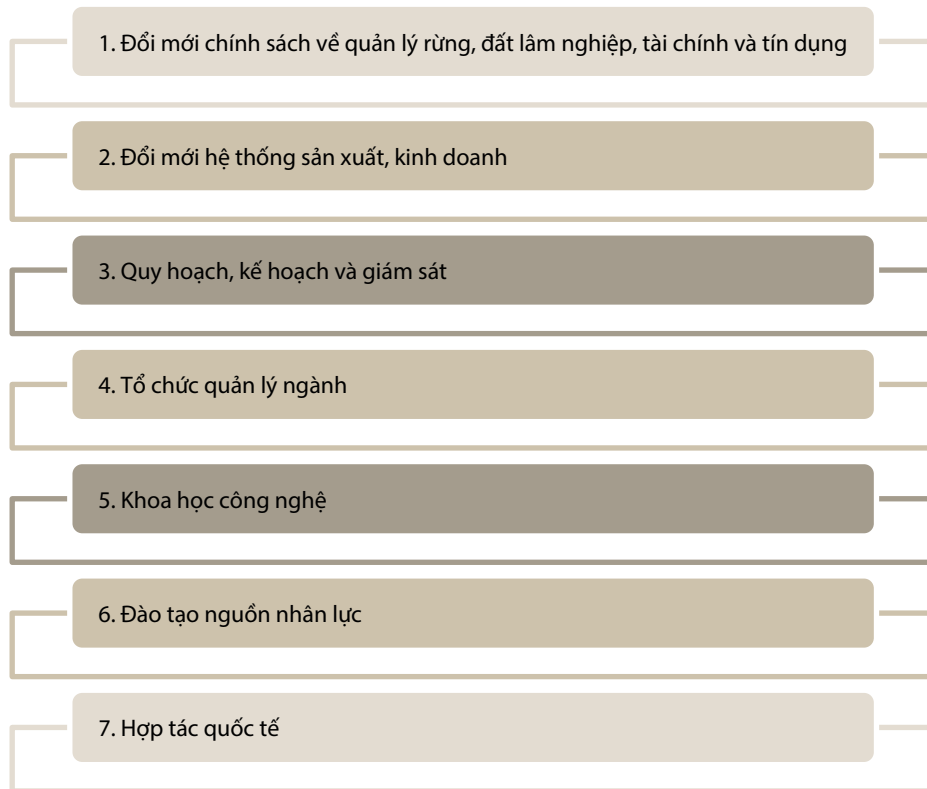 1. Đổi mới chính sách về quản lý rừng, đất lâm nghiệp, tài chính và tín dụng
2. Đổi mới hệ thống sản xuất, kinh doanh
3. Quy hoạch, kế hoạch và giám sát
4. Tổ chức quản lý ngành
5. Khoa học công nghệ
6. Đào tạo nguồn nhân lực
7. Hợp tác quốc tế